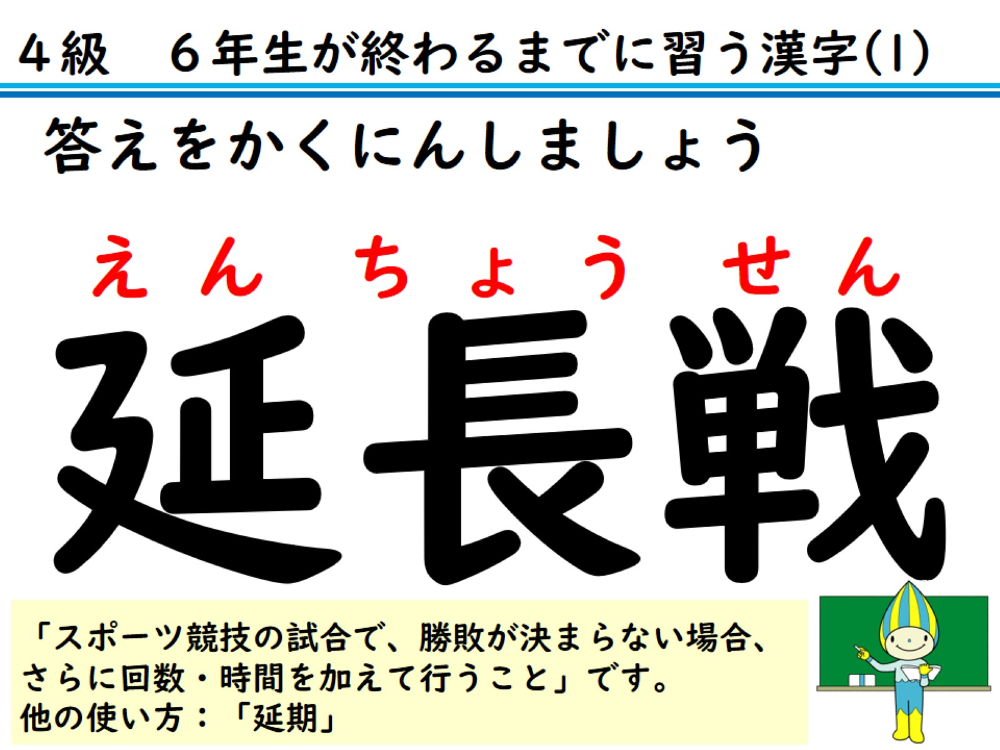 ４級　６年生が終わるまでに習う漢字(1)
答えをかくにんしましょう
えんちょうせん
延長戦
「スポーツ競技の試合で、勝敗が決まらない場合、
さらに回数・時間を加えて行うこと」です。
他の使い方：「延期」